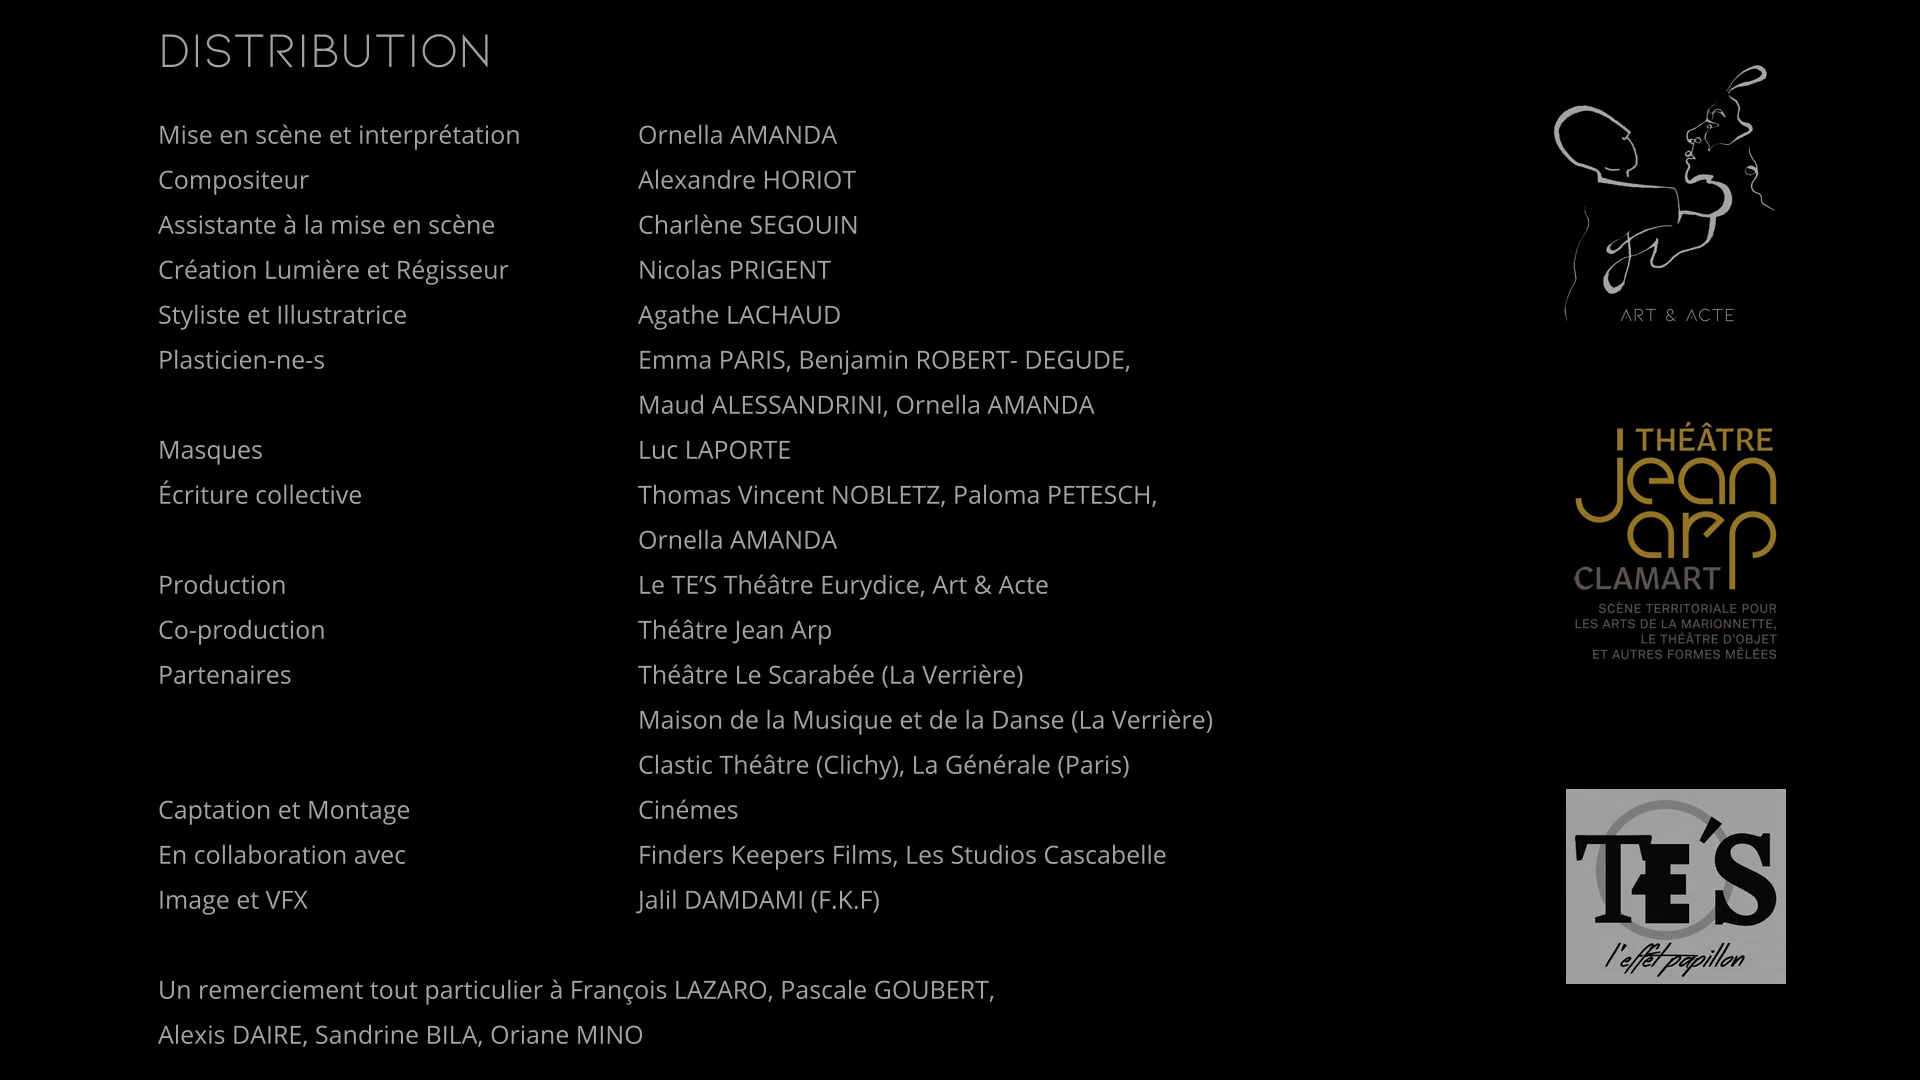 DISTRIBUTION
Mise en scène et interprétation Ornella AMANDA
Compositeur Alexandre HORIOT
Assistante à la mise en scène Charlène SEGOUIN
Création Lumière et Régisseur Nicolas PRIGENT
Styliste et Illustratrice Agathe LACHAUD
Plasticien-ne-s Emma PARIS, Benjamin ROBERT- DEGUDE,
Maud ALESSANDRINI, Ornella AMANDA
Masques Luc LAPORTE
Écriture collective Thomas Vincent NOBLETZ, Paloma PETESCH,
Ornella AMANDA
Production Le TE’S Théâtre Eurydice, Art & Acte
Co-production Théâtre Jean Arp
Partenaires Théâtre Le Scarabée (La Verrière)
Maison de la Musique et de la Danse (La Verrière)
Clastic Théâtre (Clichy), La Générale (Paris)
Captation et Montage Cinémes
En collaboration avec Finders Keepers Films, Les Studios Cascabelle
Image et VFX Jalil DAMDAMI (F.K.F)
Un remerciement tout particulier à François LAZARO, Pascale GOUBERT,
Alexis DAIRE, Sandrine BILA, Oriane MINO
ART & ACTE
THÉÂTRE
jean
arp
CLAMART
SCÈNE TERRITORIALE POUR
LES ARTS DE LA MARIONNETTE,
LE THÉÂTRE D'OBJET
ET AUTRES FORMES MÊLÉES
TE'S
l'effet papillon